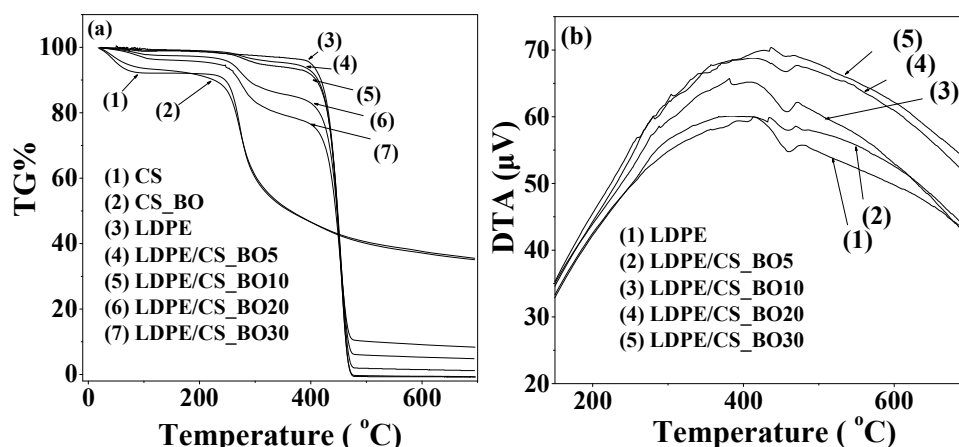 (a)
TG%
100
80
60
40
20
0
0
200
400
600
Temperature ( °C)
(1)
(2)
(3)
(4)
(5)
(6)
(7)
(1) CS
(2) CS_BO
(3) LDPE
(4) LDPE/CS_BO5
(5) LDPE/CS_BO10
(6) LDPE/CS_BO20
(7) LDPE/CS_BO30
(b)
DTA (µV)
70
60
50
40
30
20
200
400
600
Temperature ( °C)
(5)
(4)
(3)
(2)
(1)
(1) LDPE
(2) LDPE/CS_BO5
(3) LDPE/CS_BO10
(4) LDPE/CS_BO20
(5) LDPE/CS_BO30